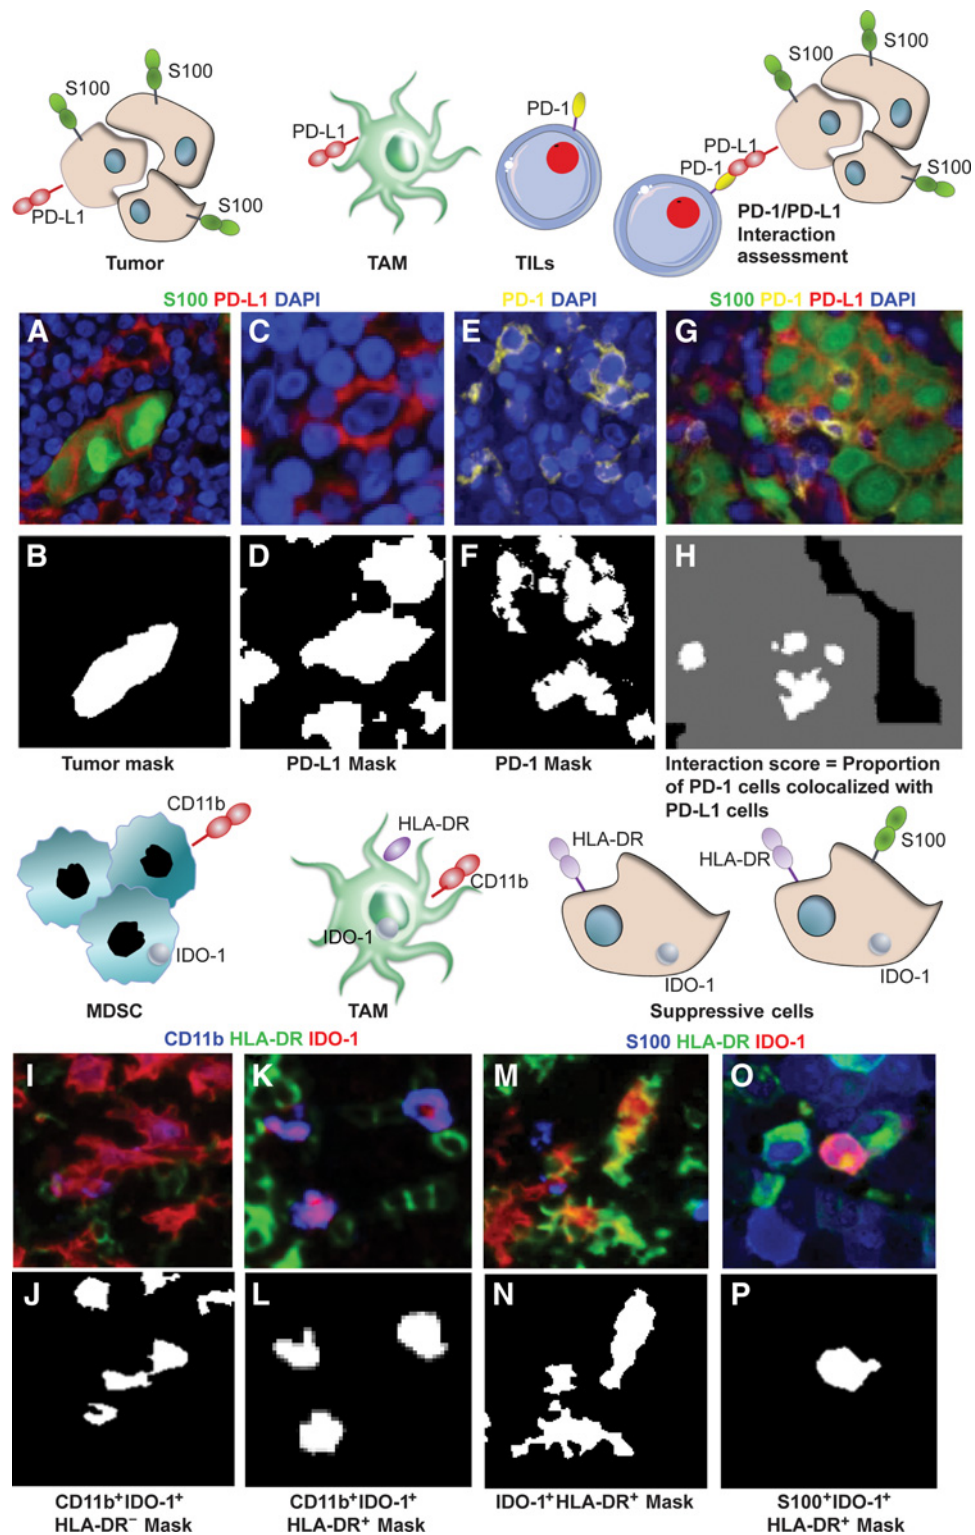 S100
S100
S100
S100
PD-L1
PD-1
PD-L1
PD-1
S100
PD-L1
S100
PD-1/PD-L1
Interaction
assessment
Tumor
TAM
TILs
S100 PD-L1 DAPI
PD-1 DAPI
S100 PD-1 PD-L1 DAPI
A
C
E
G
B
D
F
H
Tumor mask
PD-L1 Mask
PD-1 Mask
Interaction score = Proportion
of PD-1 cells colocalized with
PD-L1 cells
CD11b
HLA-DR
CD11b
IDO-1
HLA-DR
HLA-DR
S100
IDO-1
IDO-1
IDO-1
MDSC
TAM
Suppressive cells
CD11b HLA-DR IDO-1
S100 HLA-DR IDO-1
I
K
M
O
J
L
N
P
CD11b⁺IDO-1⁺
HLA-DR⁻ Mask
CD11b⁺IDO-1⁺
HLA-DR⁺ Mask
IDO-1⁺HLA-DR⁺ Mask
S100⁺IDO-1⁺
HLA-DR⁺ Mask